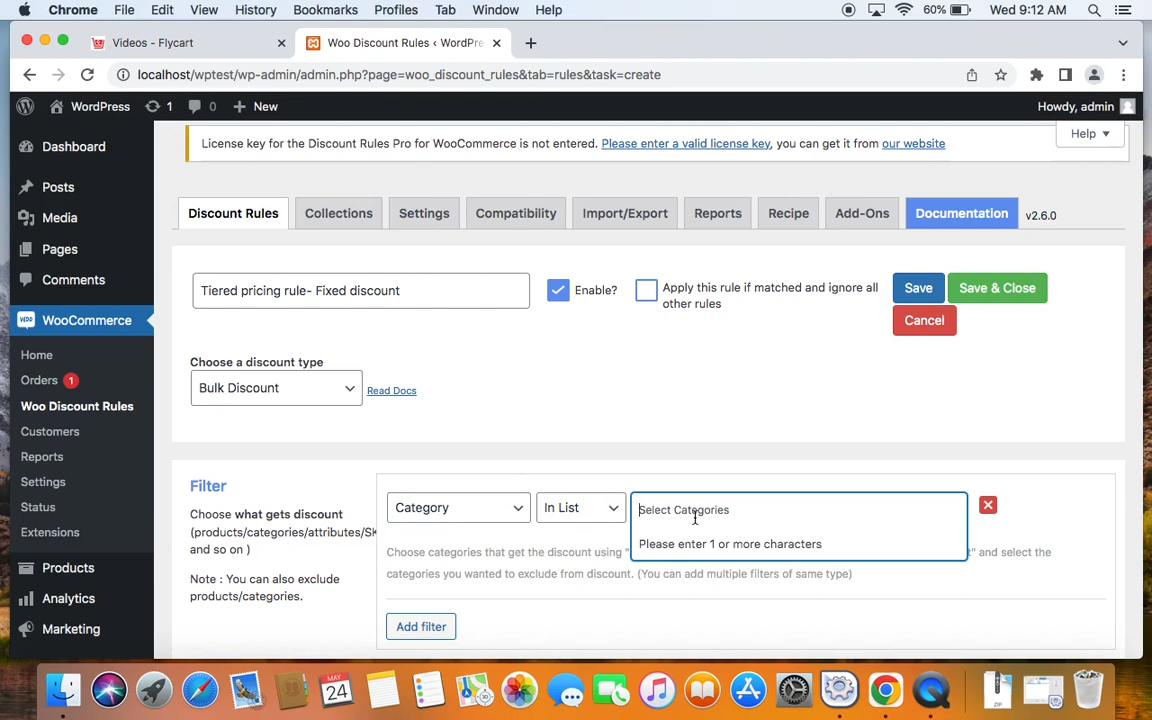 Chrome File Edit View History Bookmarks Profiles Tab Window Help 60% Wed 9:12 AM
Videos - Flycart Woo Discount Rules ‹ WordPre
localhost/wptest/wp-admin/admin.php?page=woo_discount_rules&tab=rules&task=create
WordPress 1 0 + New Howdy, admin
Help
License key for the Discount Rules Pro for WooCommerce is not entered. Please enter a valid license key, you can get it from our website
Dashboard
Posts
Media
Pages
Comments
WooCommerce
Home
Orders 1
Woo Discount Rules
Customers
Reports
Settings
Status
Extensions
Products
Analytics
Marketing
Discount Rules Collections Settings Compatibility Import/Export Reports Recipe Add-Ons Documentation v2.6.0
Tiered pricing rule- Fixed discount Enable? Apply this rule if matched and ignore all
other rules
Save Save & Close
Cancel
Choose a discount type
Bulk Discount Read Docs
Filter
Choose what gets discount
(products/categories/attributes/SK
and so on )
Note : You can also exclude
products/categories.
Category In List Select Categories
Please enter 1 or more characters
Choose categories that get the discount using " t" and select the
categories you wanted to exclude from discount. (You can add multiple filters of same type)
Add filter
MAY
24
ZIP